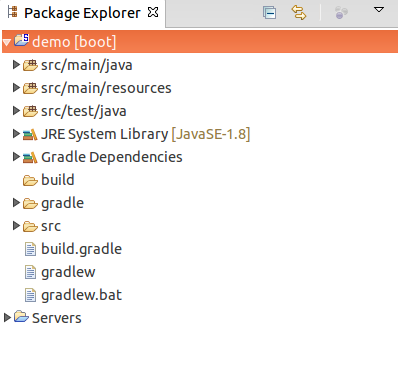 Package Explorer
demo [boot]
src/main/java
src/main/resources
src/test/java
JRE System Library [JavaSE-1.8]
Gradle Dependencies
build
gradle
src
build.gradle
gradlew
gradlew.bat
Servers